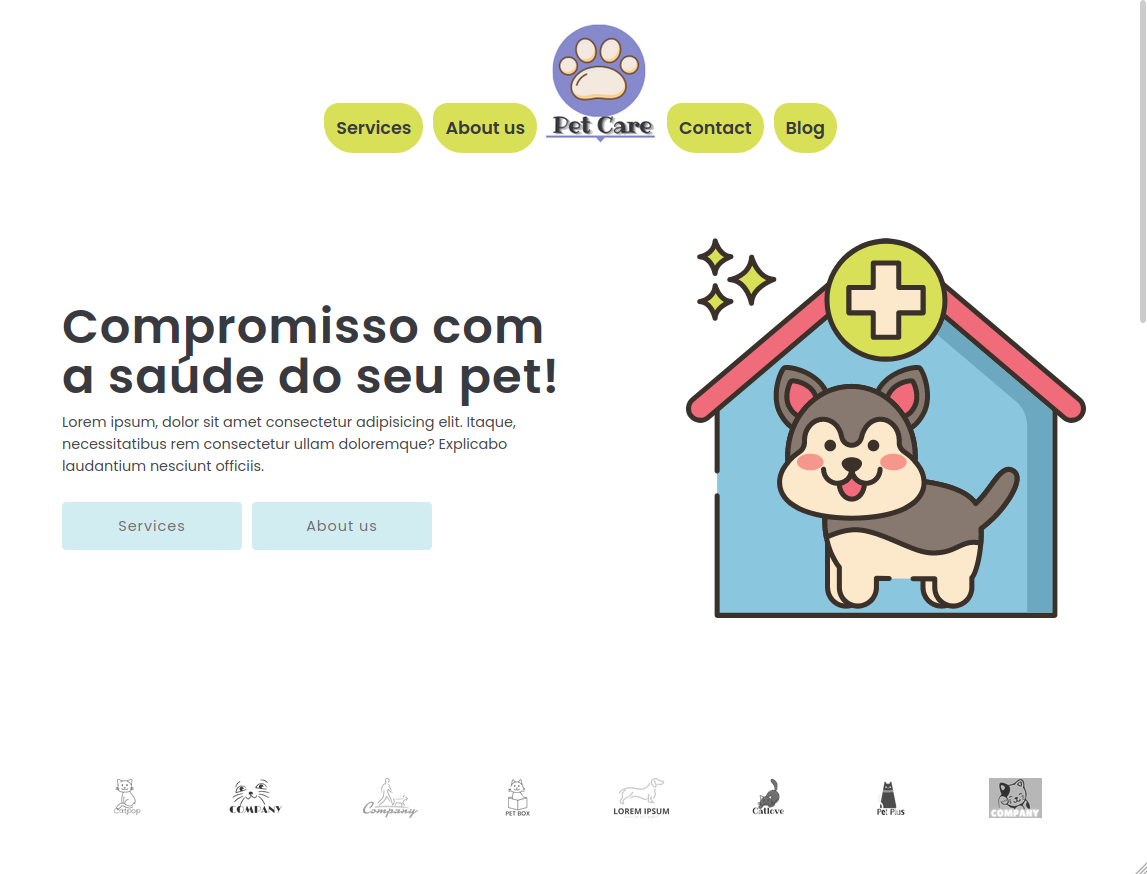 Services
About us
Pet Care
Contact
Blog
Compromisso com
a saúde do seu pet!
Lorem ipsum, dolor sit amet consectetur adipisicing elit. Itaque,
necessitatibus rem consectetur ullam doloremque? Explicabo
laudantium nesciunt officiis.
Services
About us
Catpop
COMPANY
Company
PET BOX
LOREM IPSUM
Catlove
Pet Plus
COMPANY